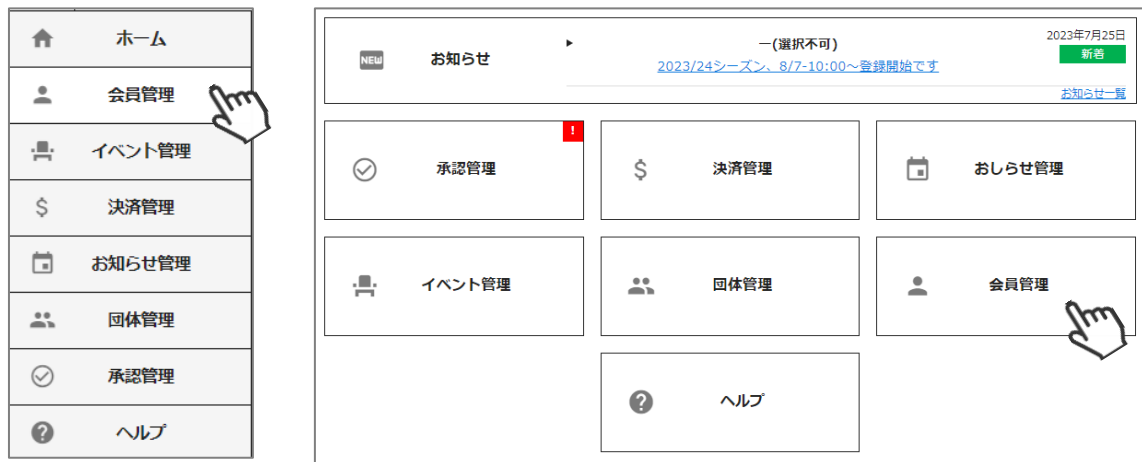 ホーム
会員管理
イベント管理
$ 決済管理
お知らせ管理
団体管理
承認管理
? ヘルプ
2023年7月25日
NEW お知らせ ー(選択不可) 新着
2023/24シーズン、8/7-10:00～登録開始です
お知らせ一覧
!
承認管理 $ 決済管理 おしらせ管理
イベント管理 団体管理 会員管理
? ヘルプ